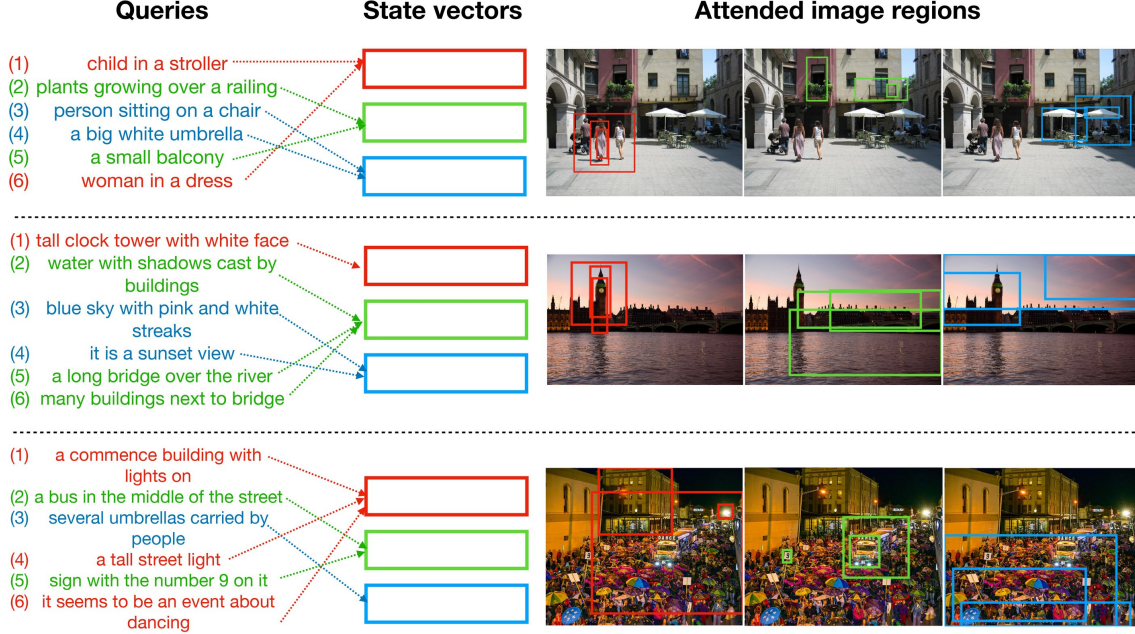 Queries State vectors Attended image regions
(1) child in a stroller
(2) plants growing over a railing
(3) person sitting on a chair
(4) a big white umbrella
(5) a small balcony
(6) woman in a dress
(1) tall clock tower with white face
(2) water with shadows cast by
buildings
(3) blue sky with pink and white
streaks
(4) it is a sunset view
(5) a long bridge over the river
(6) many buildings next to bridge
(1) a commence building with
lights on
(2) a bus in the middle of the street
(3) several umbrellas carried by
people
(4) a tall street light
(5) sign with the number 9 on it
(6) it seems to be an event about
dancing
DANCE
DANCE
DANCE